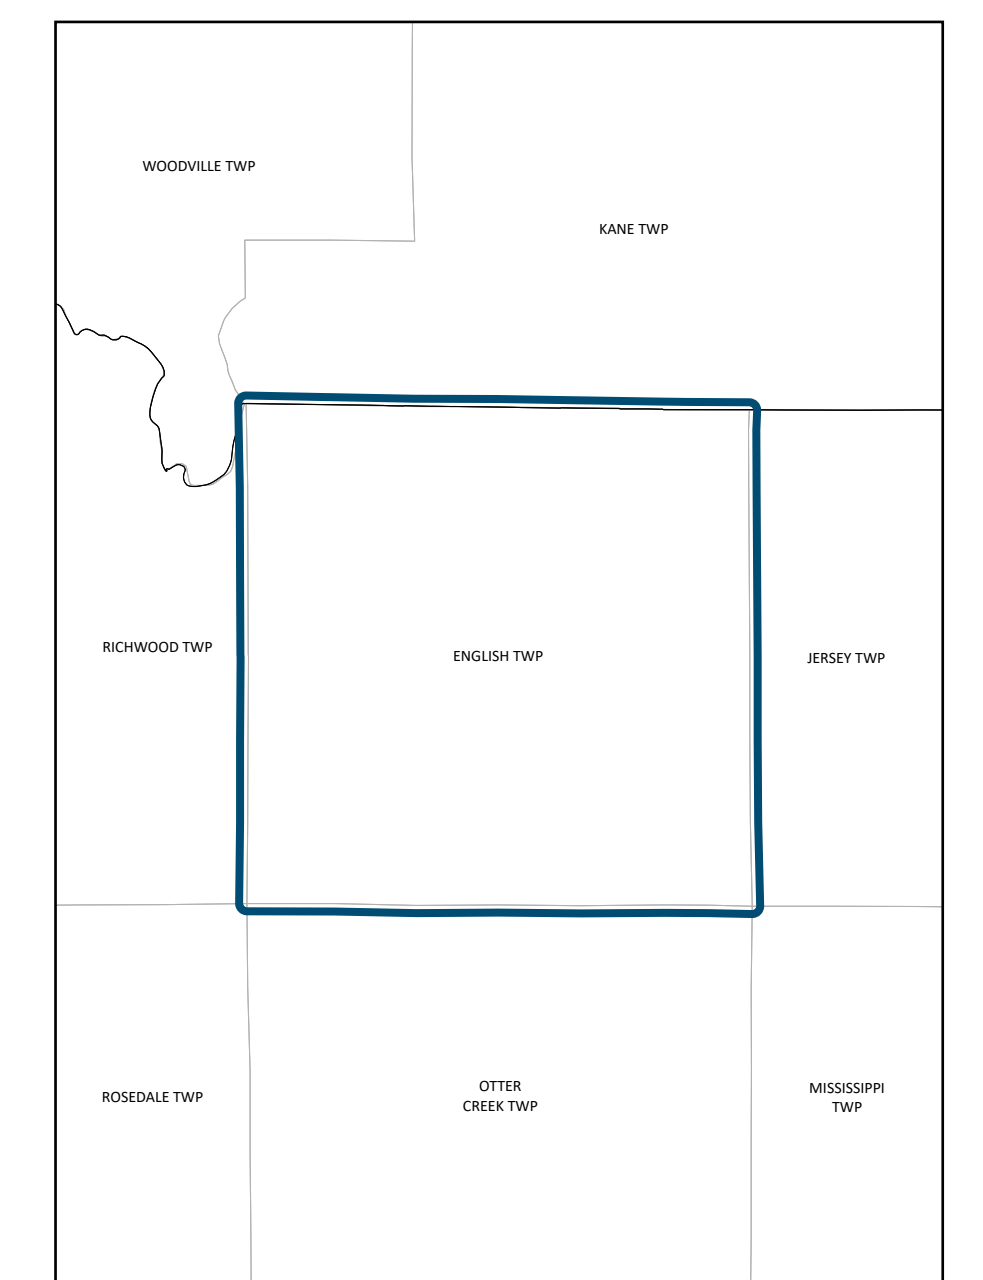 WOODVILLE TWP
KANE TWP
RICHWOOD TWP
ENGLISH TWP
JERSEY TWP
ROSEDALE TWP
OTTER
CREEK TWP
MISSISSIPPI
TWP